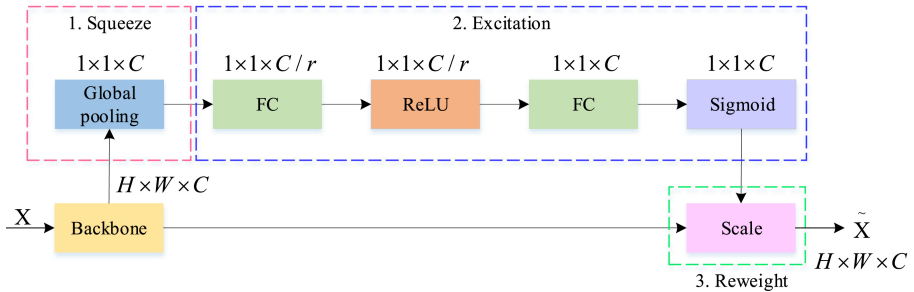 1. Squeeze
2. Excitation
1×1×C
1×1×C / r
1×1×C / r
1×1×C
1×1×C
Global
pooling
FC
ReLU
FC
Sigmoid
H×W×C
X
Backbone
Scale
X̃
H×W×C
3. Reweight